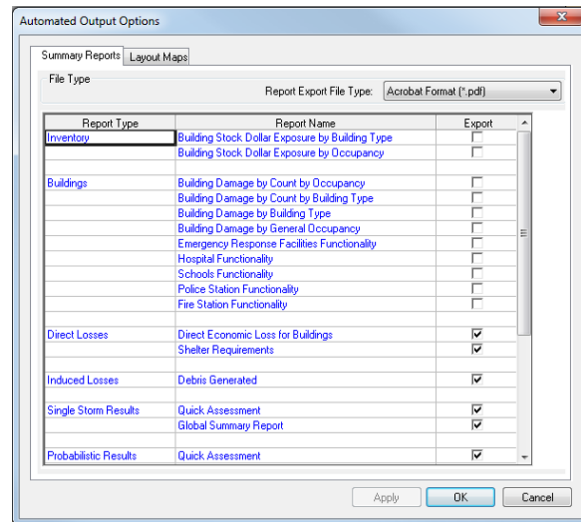 Automated Output Options
Summary Reports Layout Maps
File Type
Report Export File Type: Acrobat Format (*.pdf)
Report Type Report Name Export
Inventory Building Stock Dollar Exposure by Building Type
Building Stock Dollar Exposure by Occupancy
Buildings Building Damage by Count by Occupancy
Building Damage by Count by Building Type
Building Damage by Building Type
Building Damage by General Occupancy
Emergency Response Facilities Functionality
Hospital Functionality
Schools Functionality
Police Station Functionality
Fire Station Functionality
Direct Losses Direct Economic Loss for Buildings
Shelter Requirements
Induced Losses Debris Generated
Single Storm Results Quick Assessment
Global Summary Report
Probabilistic Results Quick Assessment
Apply OK Cancel